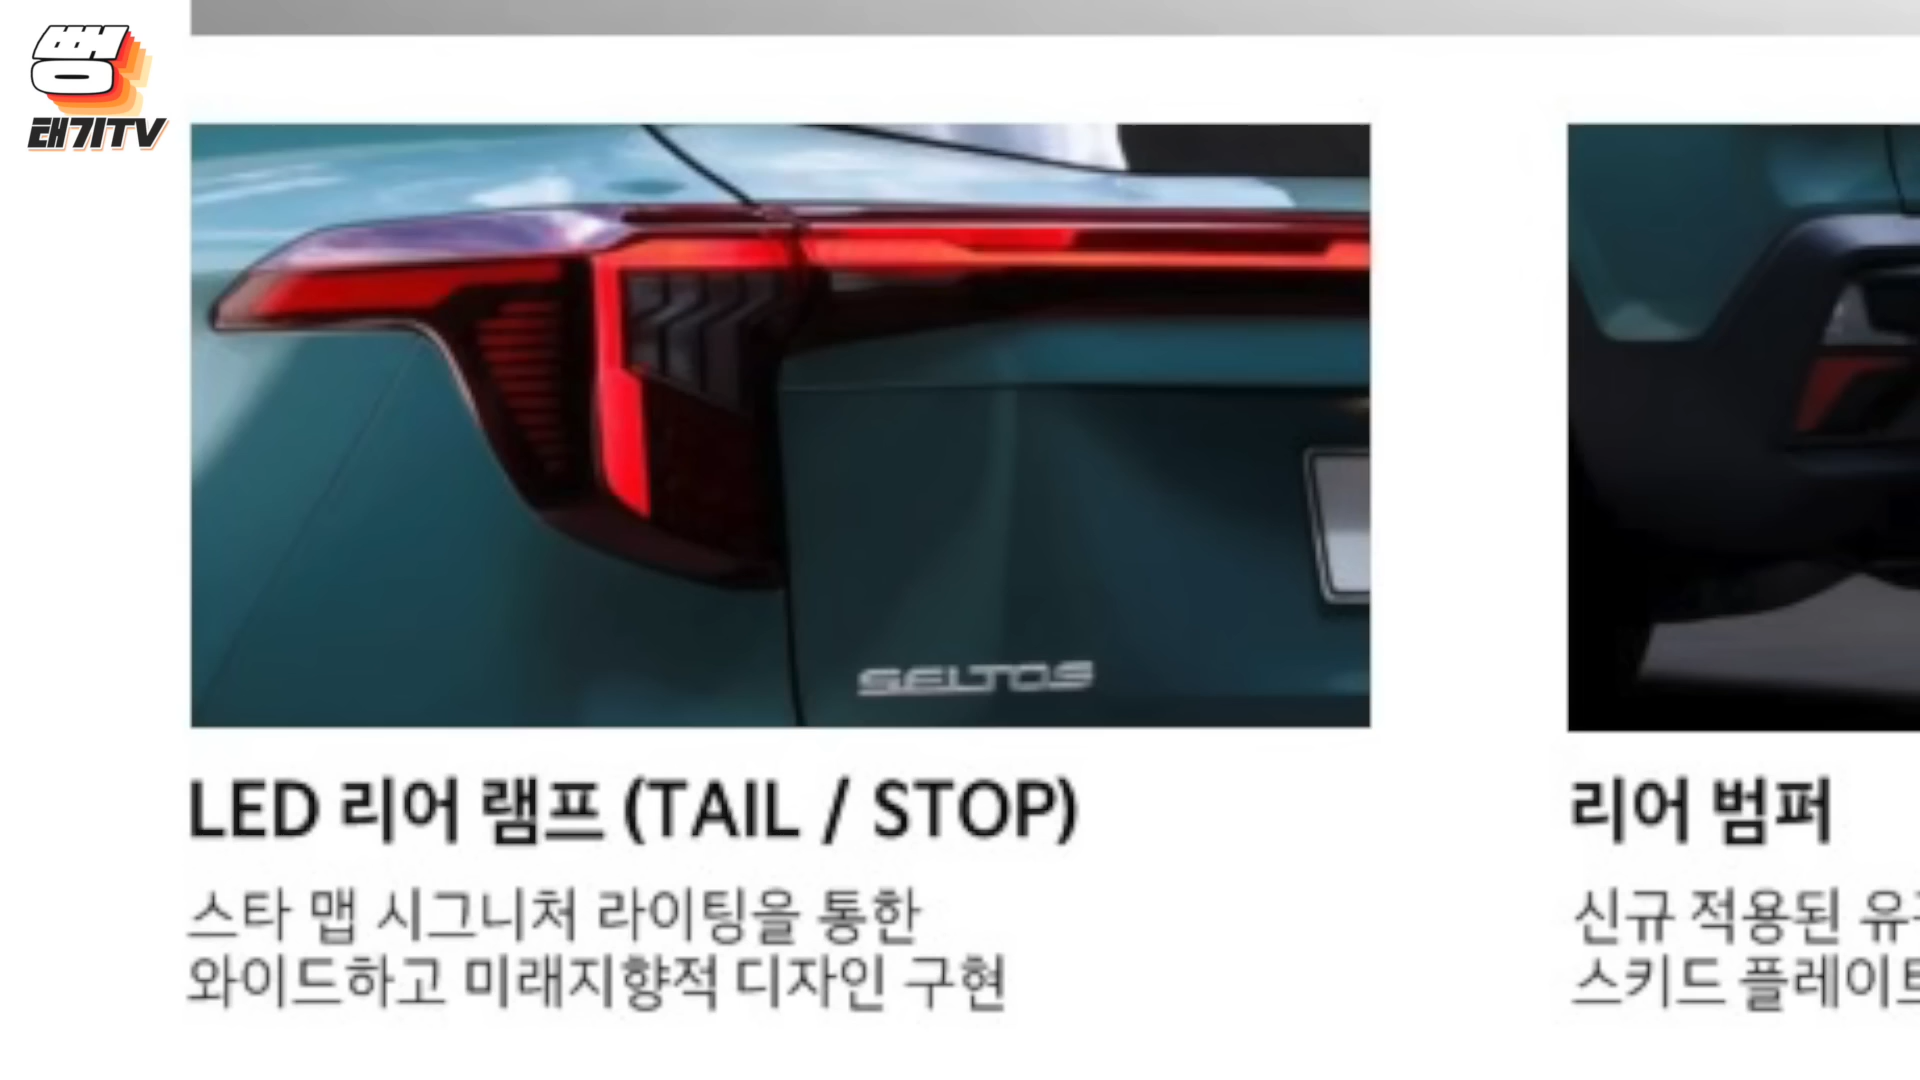 태기TV
SELTOS
LED 리어 램프 (TAIL / STOP)
스타 맵 시그니처 라이팅을 통한
와이드하고 미래지향적 디자인 구현
리어 범퍼
신규 적용된
스키드 플레이트